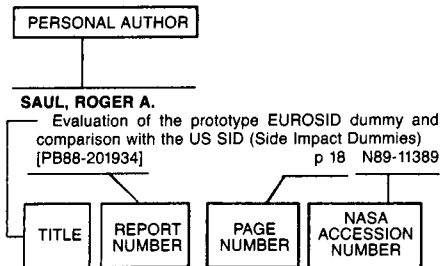 PERSONAL AUTHOR
SAUL, ROGER A.
Evaluation of the prototype EUROSID dummy and
comparison with the US SID (Side Impact Dummies)
[PB88-201934] p 18 N89-11389
TITLE
REPORT
NUMBER
PAGE
NUMBER
NASA
ACCESSION
NUMBER